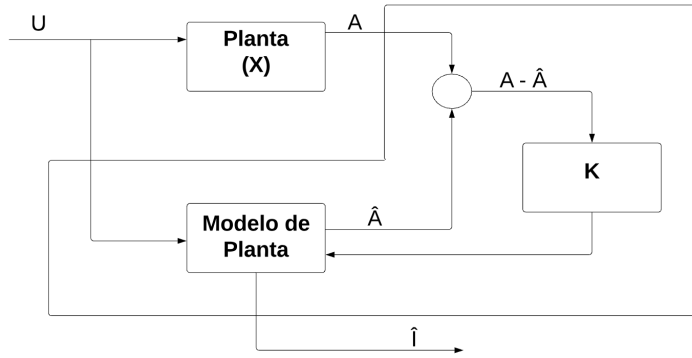 U
Planta
(X)
A
A - Â
K
Modelo de
Planta
Â
Î